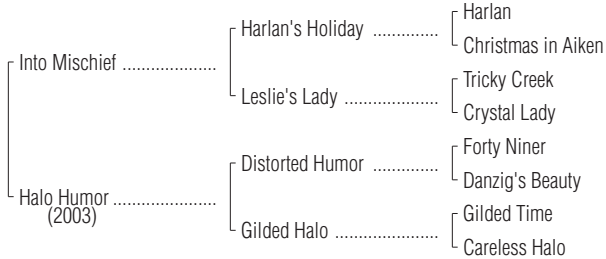 Harlan
Harlan's Holiday ..............
Christmas in Aiken
Into Mischief .....................
Tricky Creek
Leslie's Lady .....................
Crystal Lady
Forty Niner
Distorted Humor ..............
Danzig's Beauty
Halo Humor .......................
(2003)
Gilded Time
Gilded Halo .......................
Careless Halo